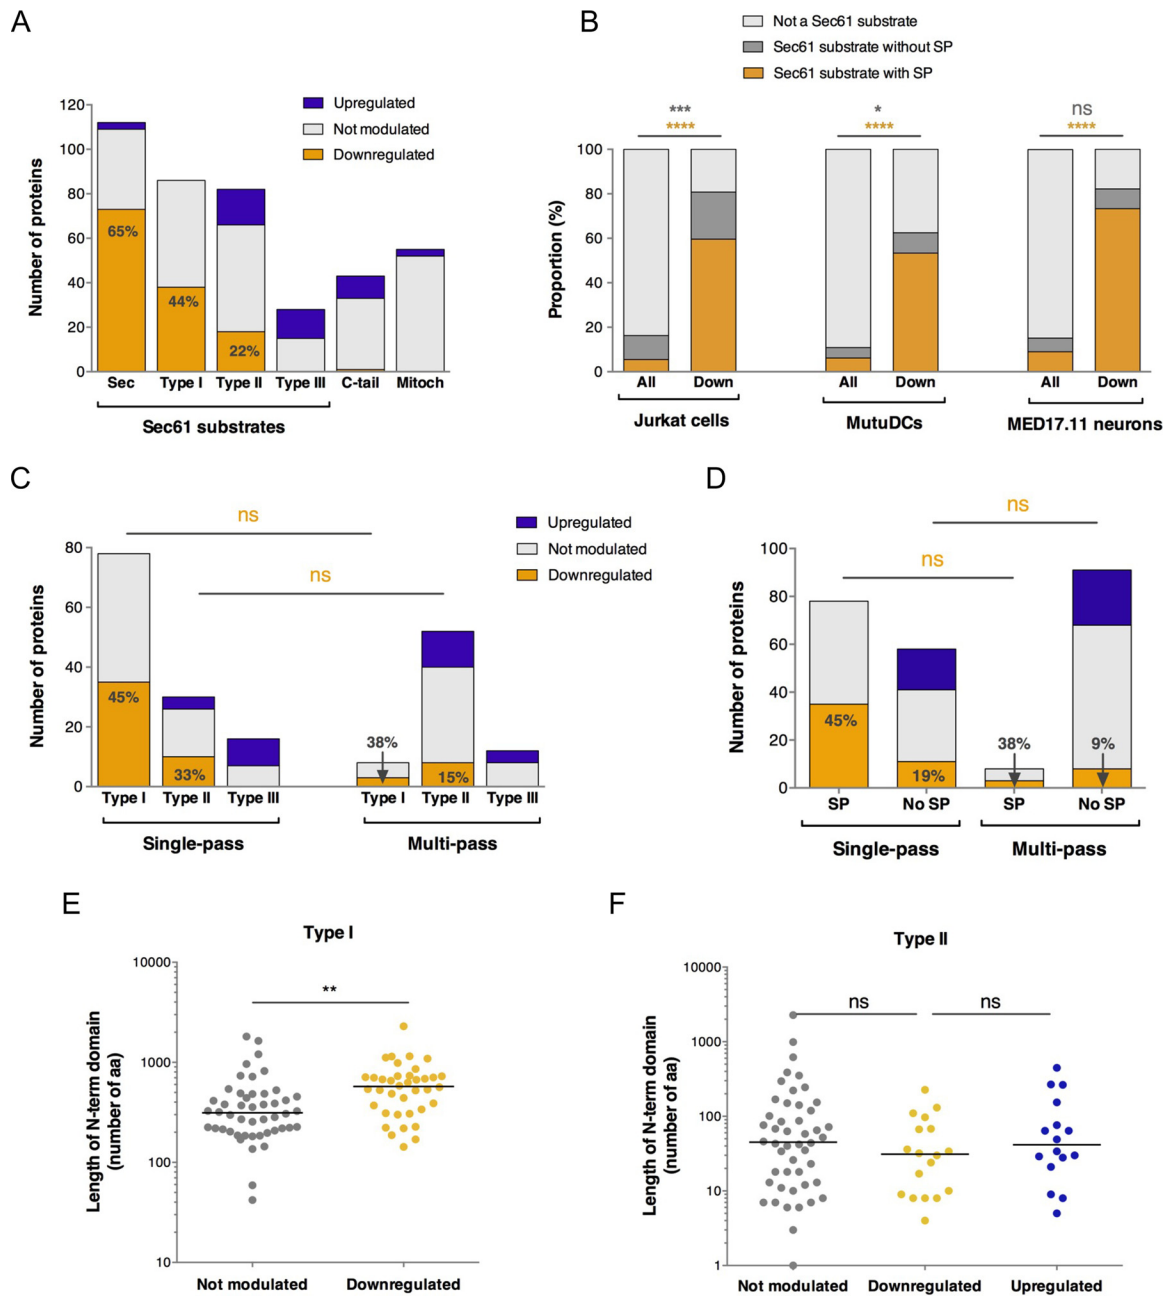 A
Upregulated
Not modulated
Downregulated
Number of proteins
120
100
80
60
40
20
0
65%
44%
22%
Sec Type I Type II Type III C-tail Mitoch
Sec61 substrates
B
Not a Sec61 substrate
Sec61 substrate without SP
Sec61 substrate with SP
*** * ns
**** **** ****
Proportion (%)
100
80
60
40
20
0
All Down All Down All Down
Jurkat cells MutuDCs MED17.11 neurons
C
ns
ns
Upregulated
Not modulated
Downregulated
Number of proteins
80
60
40
20
0
45%
33%
38%
15%
Type I Type II Type III Type I Type II Type III
Single-pass Multi-pass
D
ns
ns
Number of proteins
100
80
60
40
20
0
45%
19%
38%
9%
SP No SP SP No SP
Single-pass Multi-pass
E
Type I
**
Length of N-term domain
(number of aa)
10000
1000
100
10
Not modulated Downregulated
F
Type II
ns ns
Length of N-term domain
(number of aa)
10000
1000
100
10
1
Not modulated Downregulated Upregulated